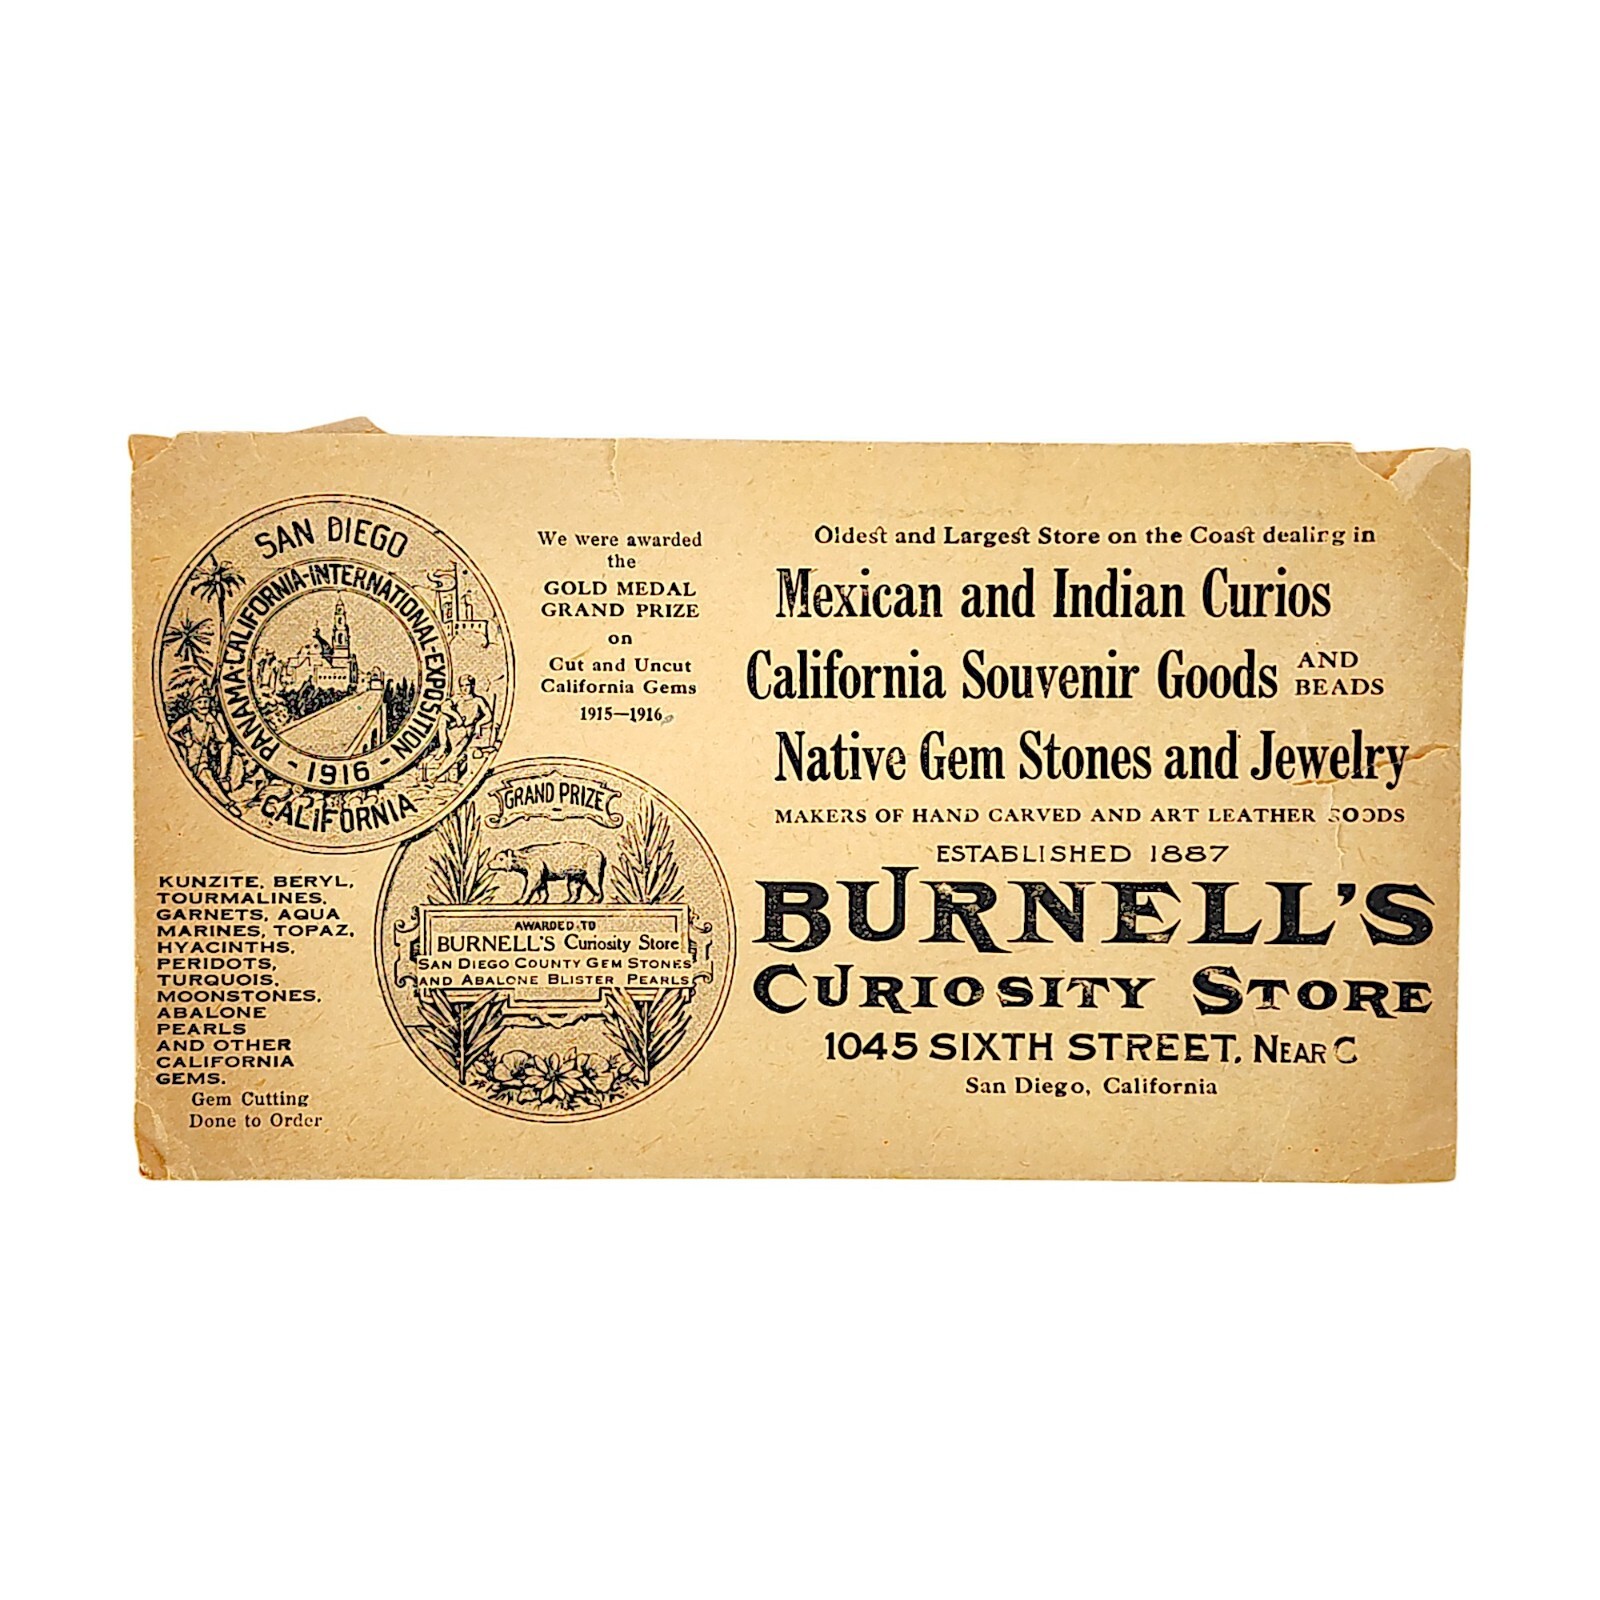 SAN DIEGO
PANAMA-CALIFORNIA-INTERNATIONAL-EXPOSITION
- 1916 -
CALIFORNIA
We were awarded
the
GOLD MEDAL
GRAND PRIZE
on
Cut and Uncut
California Gems
1915—1916
GRAND PRIZE
AWARDED TO
BURNELL'S Curiosity Store
SAN DIEGO COUNTY GEM STONES
AND ABALONE BLISTER PEARLS
KUNZITE, BERYL,
TOURMALINES,
GARNETS, AQUA
MARINES, TOPAZ,
HYACINTHS,
PERIDOTS,
TURQUOIS,
MOONSTONES,
ABALONE
PEARLS
AND OTHER
CALIFORNIA
GEMS.
Gem Cutting
Done to Order
Oldest and Largest Store on the Coast dealing in
Mexican and Indian Curios
California Souvenir Goods AND BEADS
Native Gem Stones and Jewelry
MAKERS OF HAND CARVED AND ART LEATHER GOODS
ESTABLISHED 1887
BURNELL'S
CURIOSITY STORE
1045 SIXTH STREET, NEAR C
San Diego, California